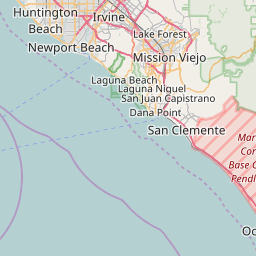 Huntington
Beach
Irvine
Lake Forest
Newport Beach
Mission Viejo
Laguna Beach
Laguna Niguel
San Juan Capistrano
Dana Point
San Clemente
Mar
Cor
Base C
Pendl
Oc